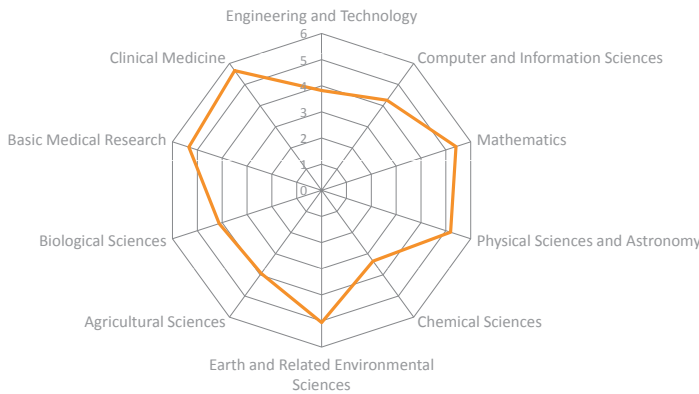 Engineering and Technology
6
Clinical Medicine
Computer and Information Sciences
5
4
3
Basic Medical Research
Mathematics
2
1
0
Biological Sciences
Physical Sciences and Astronomy
Agricultural Sciences
Chemical Sciences
Earth and Related Environmental
Sciences